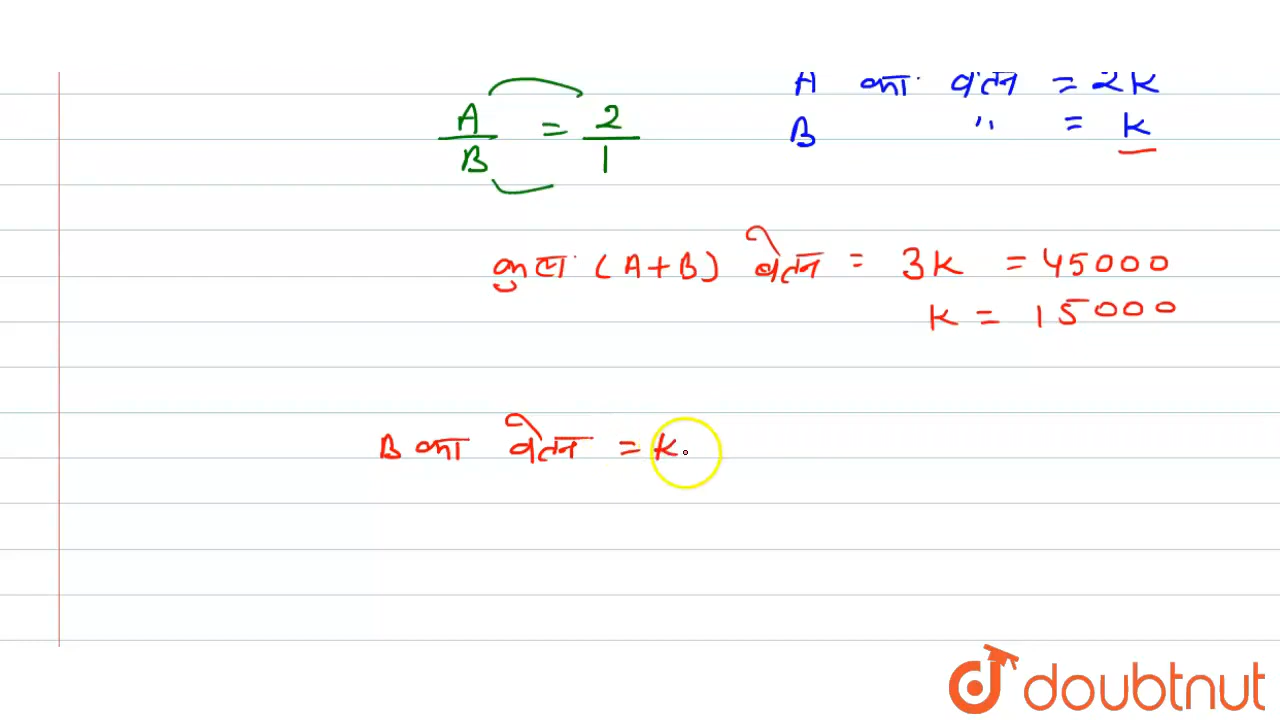 A का वेतन = 2K
A/B = 2/1
B " = K
कुल (A+B) वेतन = 3K = 45000
K = 15000
B का वेतन = K.
doubtnut